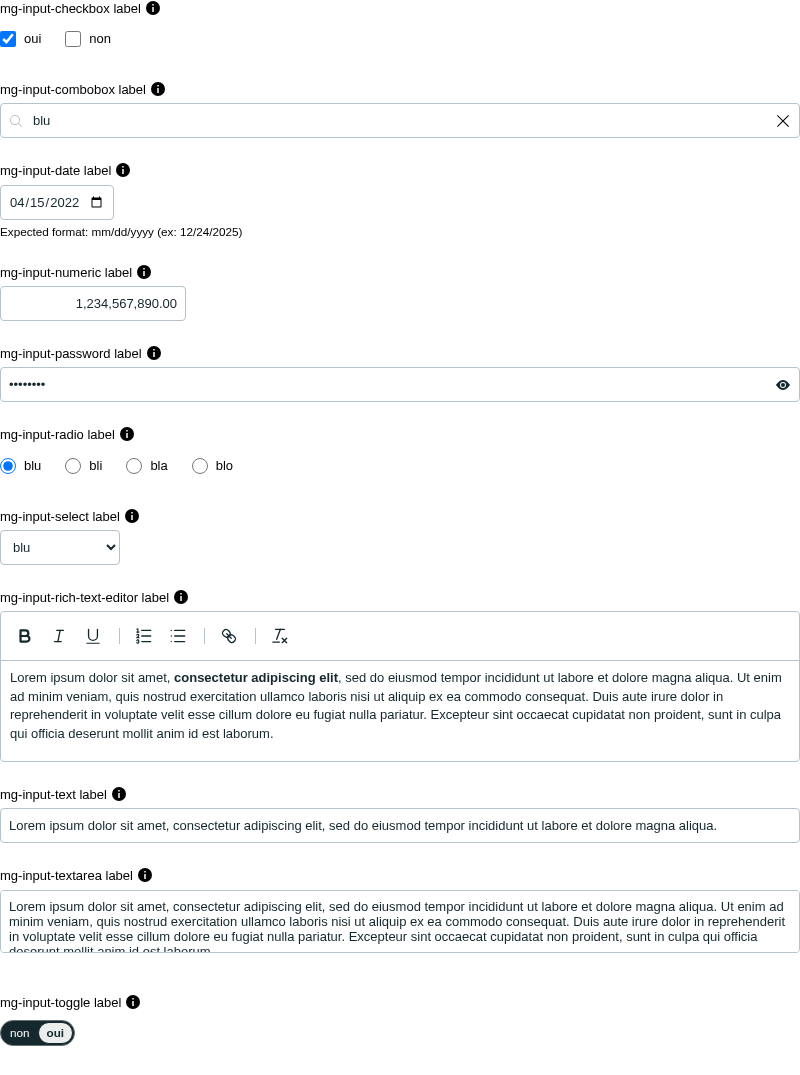 mg-input-checkbox label
oui non
mg-input-combobox label
blu
mg-input-date label
04/15/2022
Expected format: mm/dd/yyyy (ex: 12/24/2025)
mg-input-numeric label
1,234,567,890.00
mg-input-password label
••••••••
mg-input-radio label
blu bli bla blo
mg-input-select label
blu
mg-input-rich-text-editor label
Lorem ipsum dolor sit amet, consectetur adipiscing elit, sed do eiusmod tempor incididunt ut labore et dolore magna aliqua. Ut enim
ad minim veniam, quis nostrud exercitation ullamco laboris nisi ut aliquip ex ea commodo consequat. Duis aute irure dolor in
reprehenderit in voluptate velit esse cillum dolore eu fugiat nulla pariatur. Excepteur sint occaecat cupidatat non proident, sunt in culpa
qui officia deserunt mollit anim id est laborum.
mg-input-text label
Lorem ipsum dolor sit amet, consectetur adipiscing elit, sed do eiusmod tempor incididunt ut labore et dolore magna aliqua.
mg-input-textarea label
Lorem ipsum dolor sit amet, consectetur adipiscing elit, sed do eiusmod tempor incididunt ut labore et dolore magna aliqua. Ut enim ad
minim veniam, quis nostrud exercitation ullamco laboris nisi ut aliquip ex ea commodo consequat. Duis aute irure dolor in reprehenderit
in voluptate velit esse cillum dolore eu fugiat nulla pariatur. Excepteur sint occaecat cupidatat non proident, sunt in culpa qui officia
deserunt mollit anim id est laborum.
mg-input-toggle label
non oui